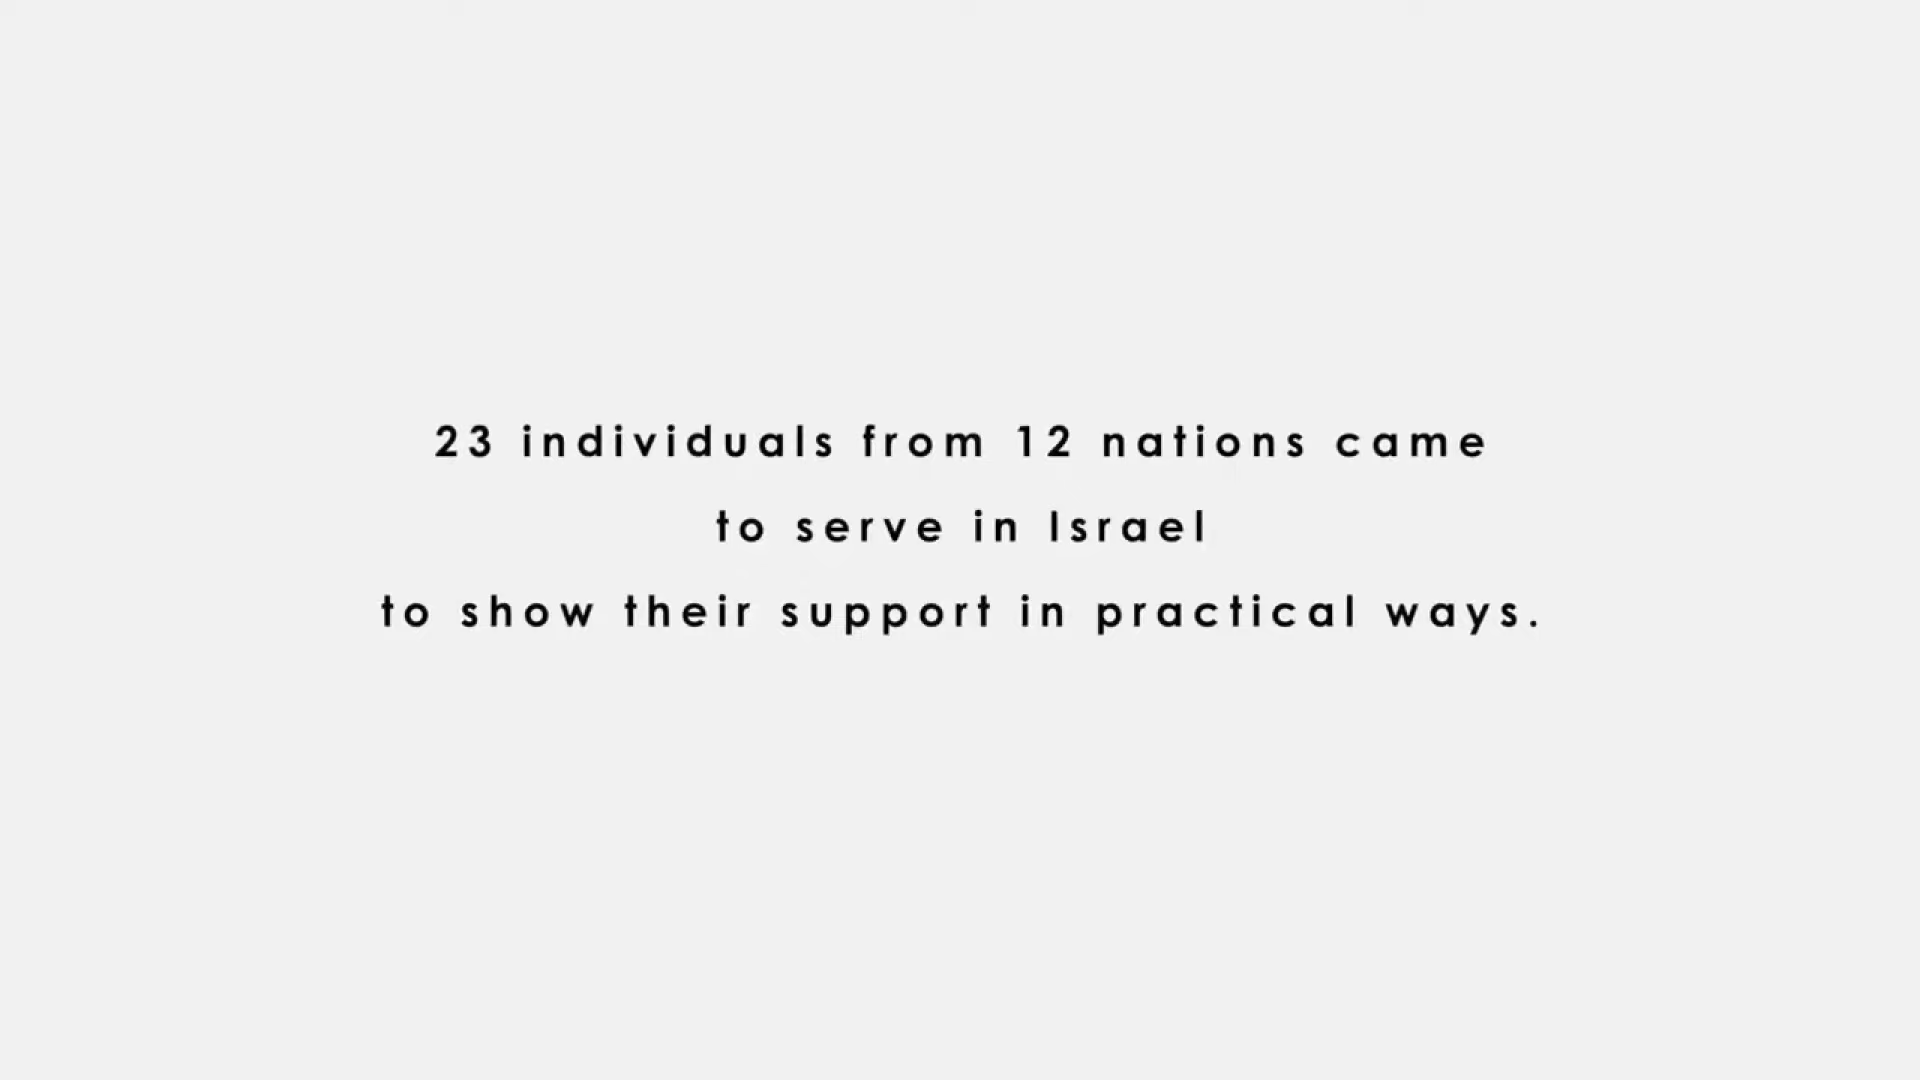 23 individuals from 12 nations came
to serve in Israel
to show their support in practical ways.